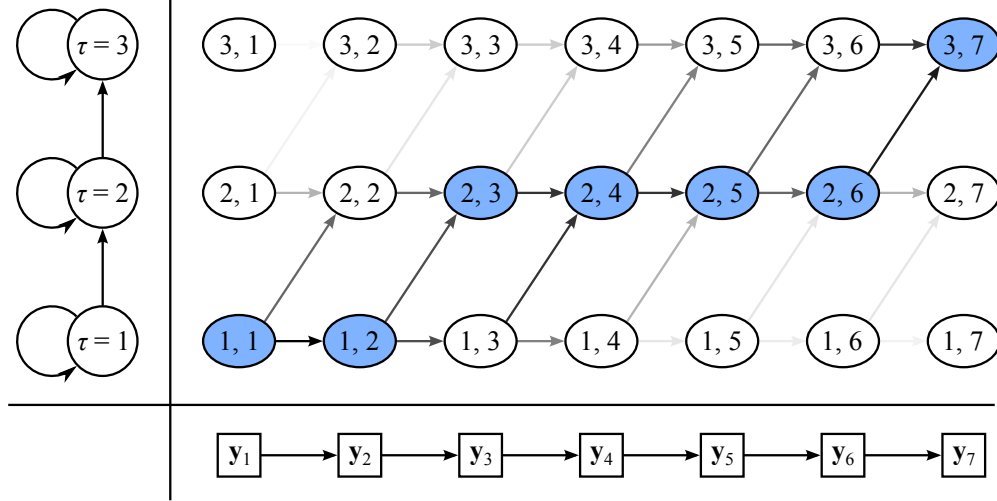 τ = 3 3, 1 3, 2 3, 3 3, 4 3, 5 3, 6 3, 7
τ = 2 2, 1 2, 2 2, 3 2, 4 2, 5 2, 6 2, 7
τ = 1 1, 1 1, 2 1, 3 1, 4 1, 5 1, 6 1, 7
y₁ y₂ y₃ y₄ y₅ y₆ y₇